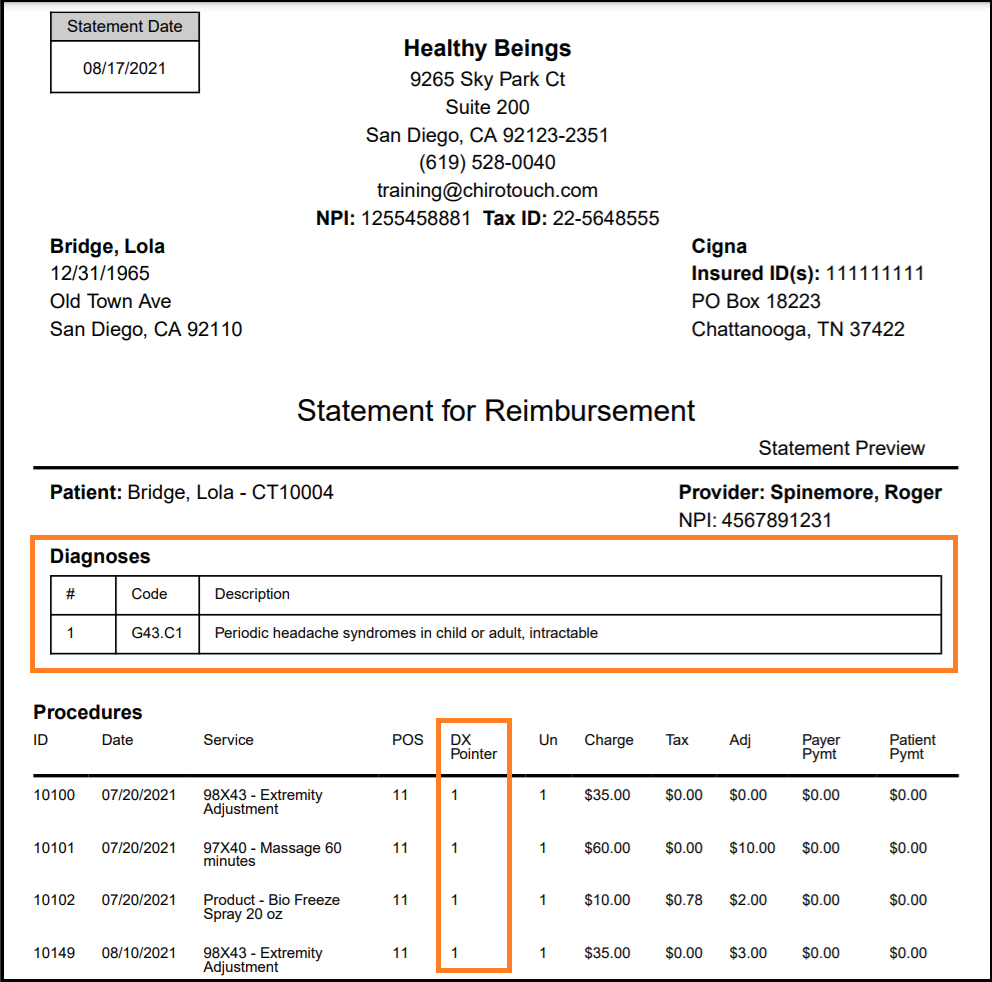 Statement Date
08/17/2021
Healthy Beings
9265 Sky Park Ct
Suite 200
San Diego, CA 92123-2351
(619) 528-0040
training@chirotouch.com
NPI: 1255458881 Tax ID: 22-5648555
Bridge, Lola
12/31/1965
Old Town Ave
San Diego, CA 92110
Cigna
Insured ID(s): 111111111
PO Box 18223
Chattanooga, TN 37422
Statement for Reimbursement
Statement Preview
Patient: Bridge, Lola - CT10004
Provider: Spinemore, Roger
NPI: 4567891231
Diagnoses
# Code Description
1 G43.C1 Periodic headache syndromes in child or adult, intractable
Procedures
ID Date Service POS DX Un Charge Tax Adj Payer Patient
Pointer Pymt Pymt
10100 07/20/2021 98X43 - Extremity 11 1 1 $35.00 $0.00 $0.00 $0.00 $0.00
Adjustment
10101 07/20/2021 97X40 - Massage 60 11 1 1 $60.00 $0.00 $10.00 $0.00 $0.00
minutes
10102 07/20/2021 Product - Bio Freeze 11 1 1 $10.00 $0.78 $2.00 $0.00 $0.00
Spray 20 oz
10149 08/10/2021 98X43 - Extremity 11 1 1 $35.00 $0.00 $3.00 $0.00 $0.00
Adjustment